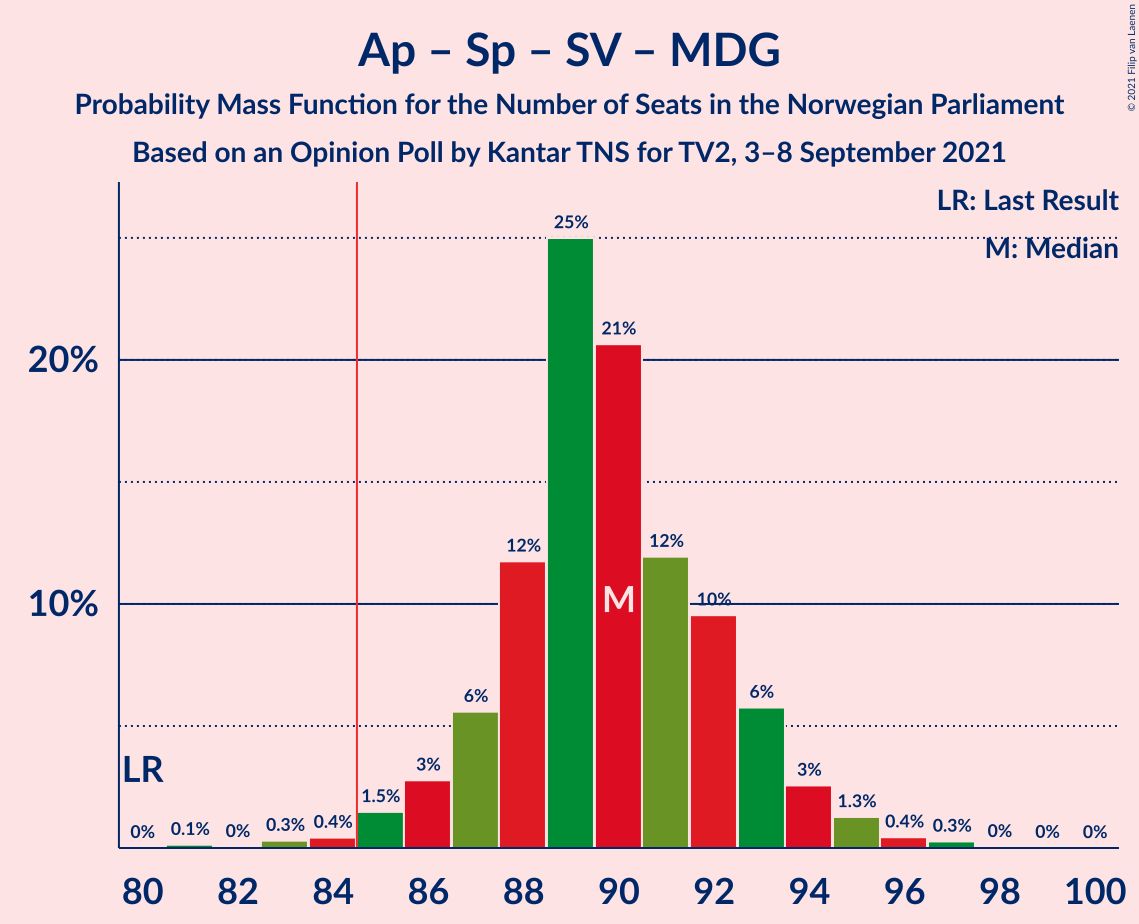 Ap – Sp – SV – MDG
Probability Mass Function for the Number of Seats in the Norwegian Parliament
Based on an Opinion Poll by Kantar TNS for TV2, 3–8 September 2021
© 2021 Filip van Laenen
LR: Last Result
M: Median
25%
21%
20%
12%
12%
10%
10%
M
6%
6%
LR
3%
3%
1.5%
1.3%
0% 0.1% 0% 0.3% 0.4% 0.4% 0.3% 0% 0% 0%
80 82 84 86 88 90 92 94 96 98 100